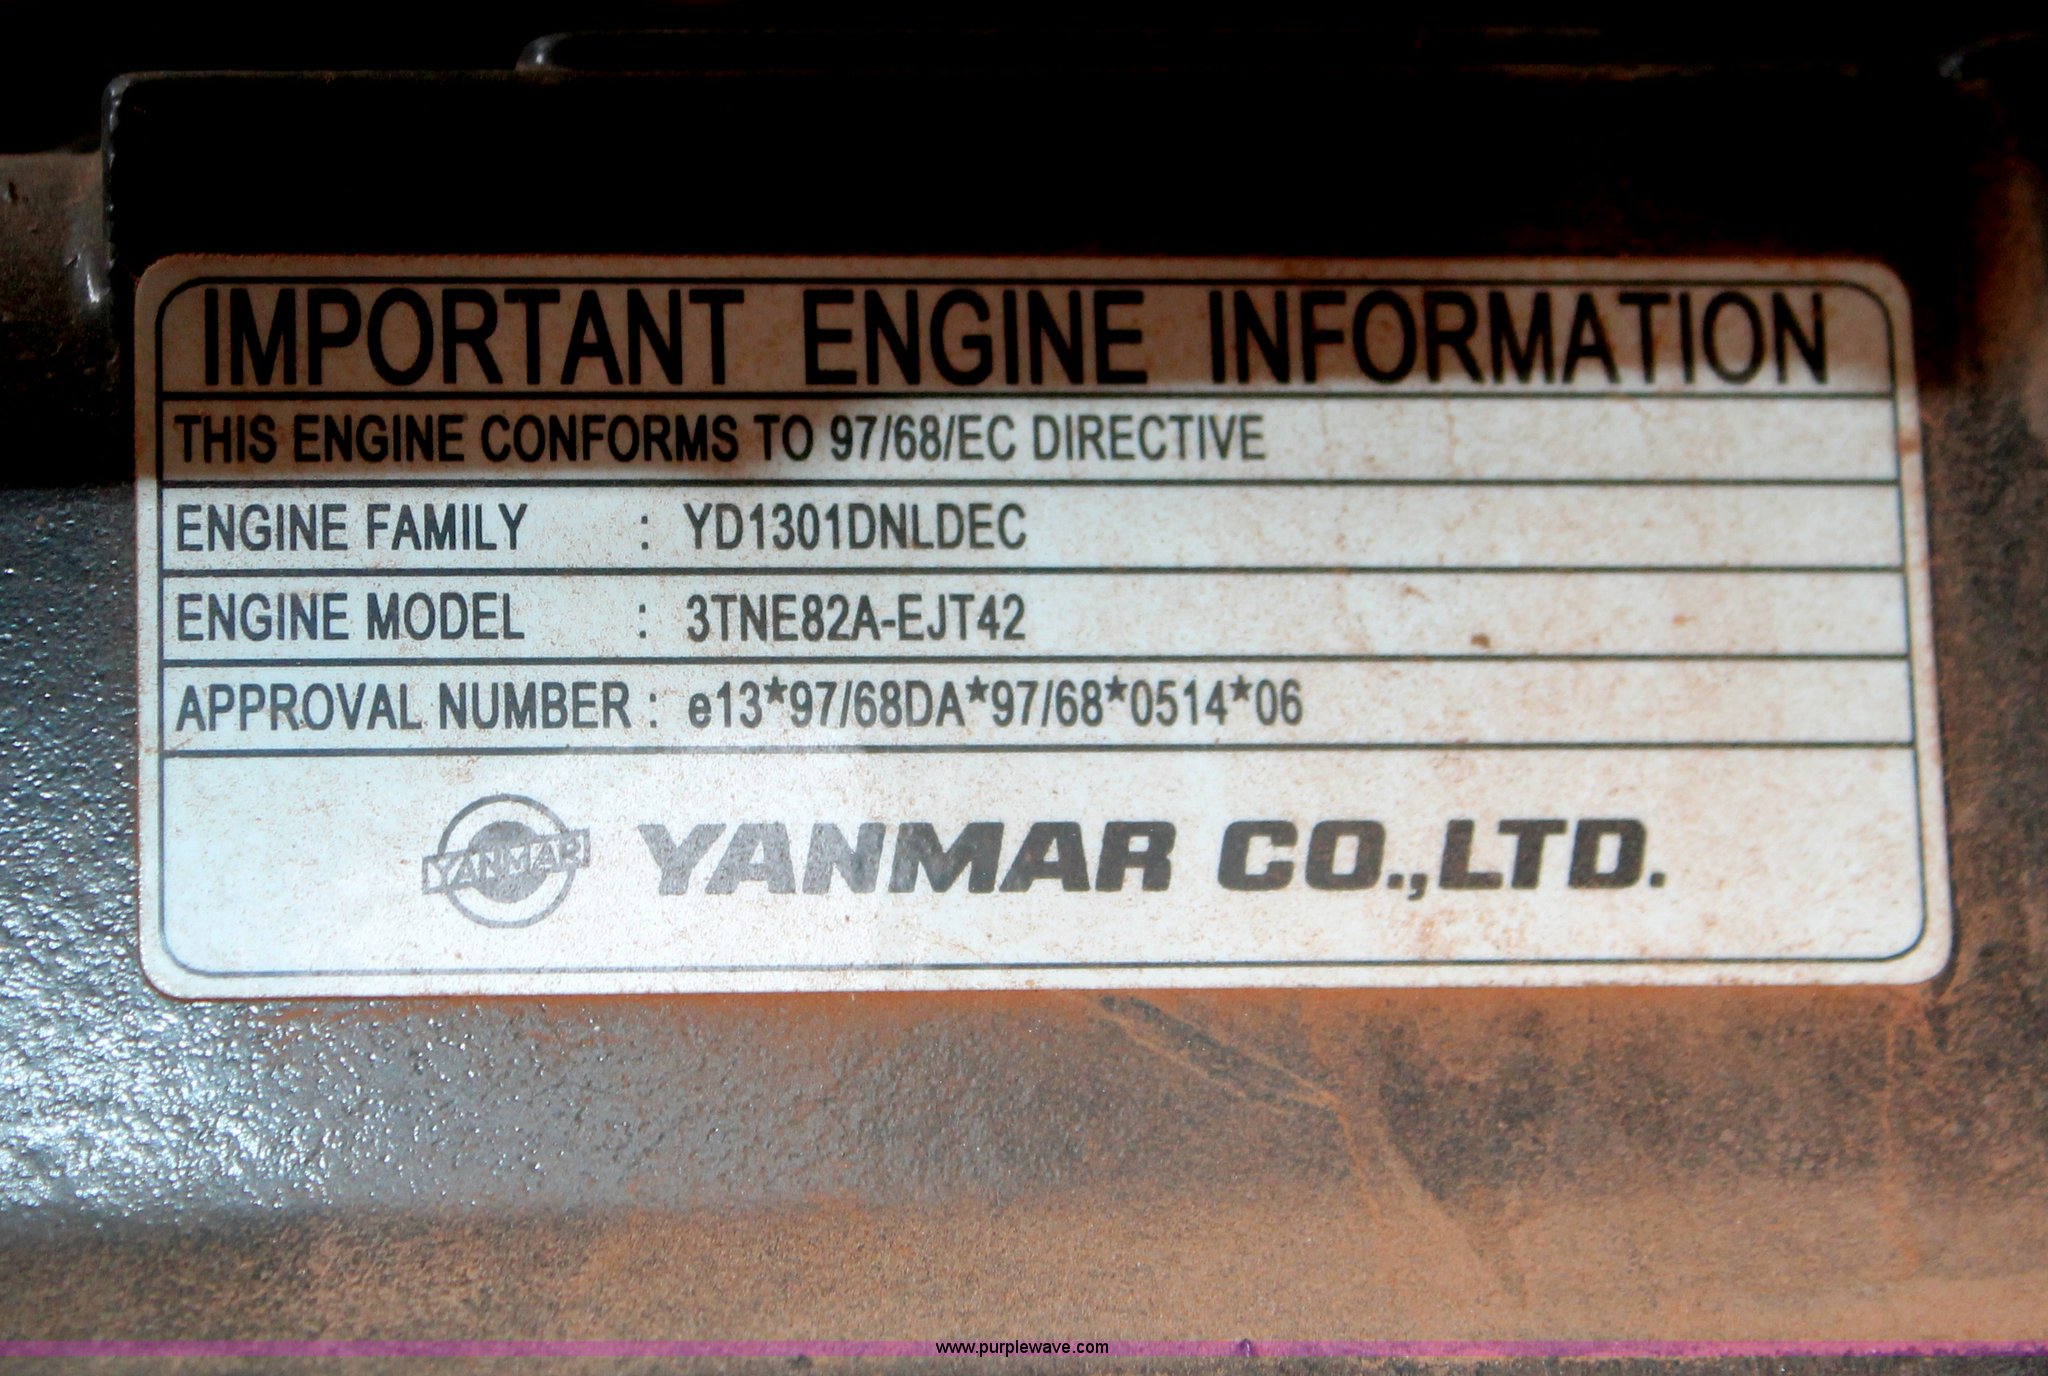 IMPORTANT ENGINE INFORMATION
THIS ENGINE CONFORMS TO 97/68/EC DIRECTIVE
ENGINE FAMILY : YD1301DNLDEC
ENGINE MODEL : 3TNE82A-EJT42
APPROVAL NUMBER : e13*97/68DA*97/68*0514*06
YANMAR YANMAR CO.,LTD.
www.purplewave.com